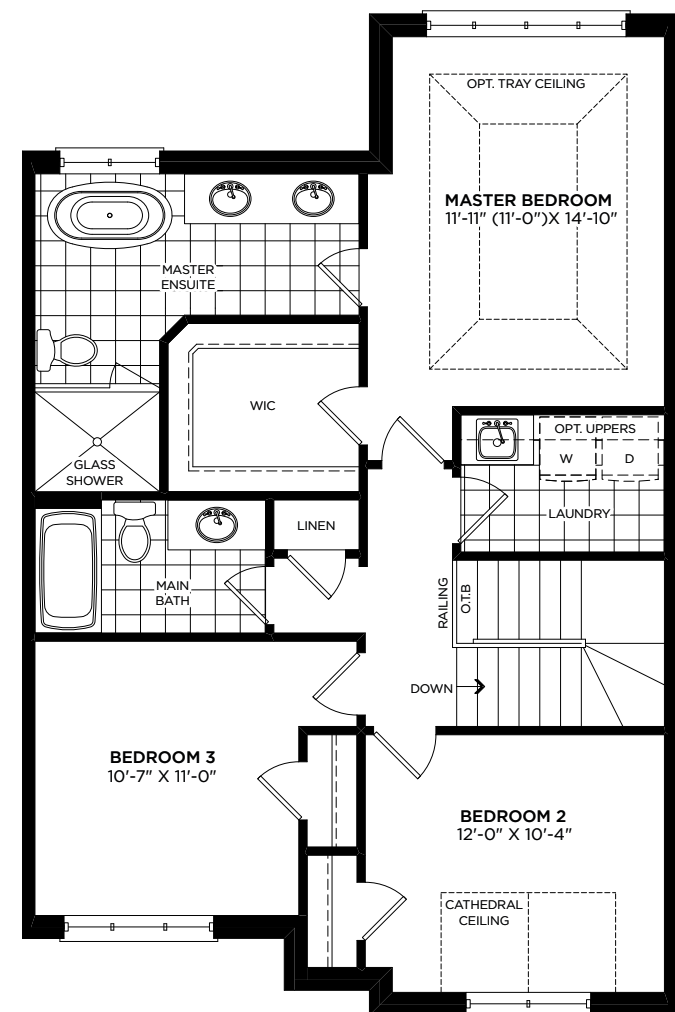 OPT. TRAY CEILING
MASTER BEDROOM
11'-11" (11'-0")X 14'-10"
MASTER
ENSUITE
WIC
GLASS
SHOWER
OPT. UPPERS
W
D
LAUNDRY
LINEN
MAIN
BATH
RAILING
O.T.B
DOWN
BEDROOM 3
10'-7" X 11'-0"
BEDROOM 2
12'-0" X 10'-4"
CATHEDRAL
CEILING